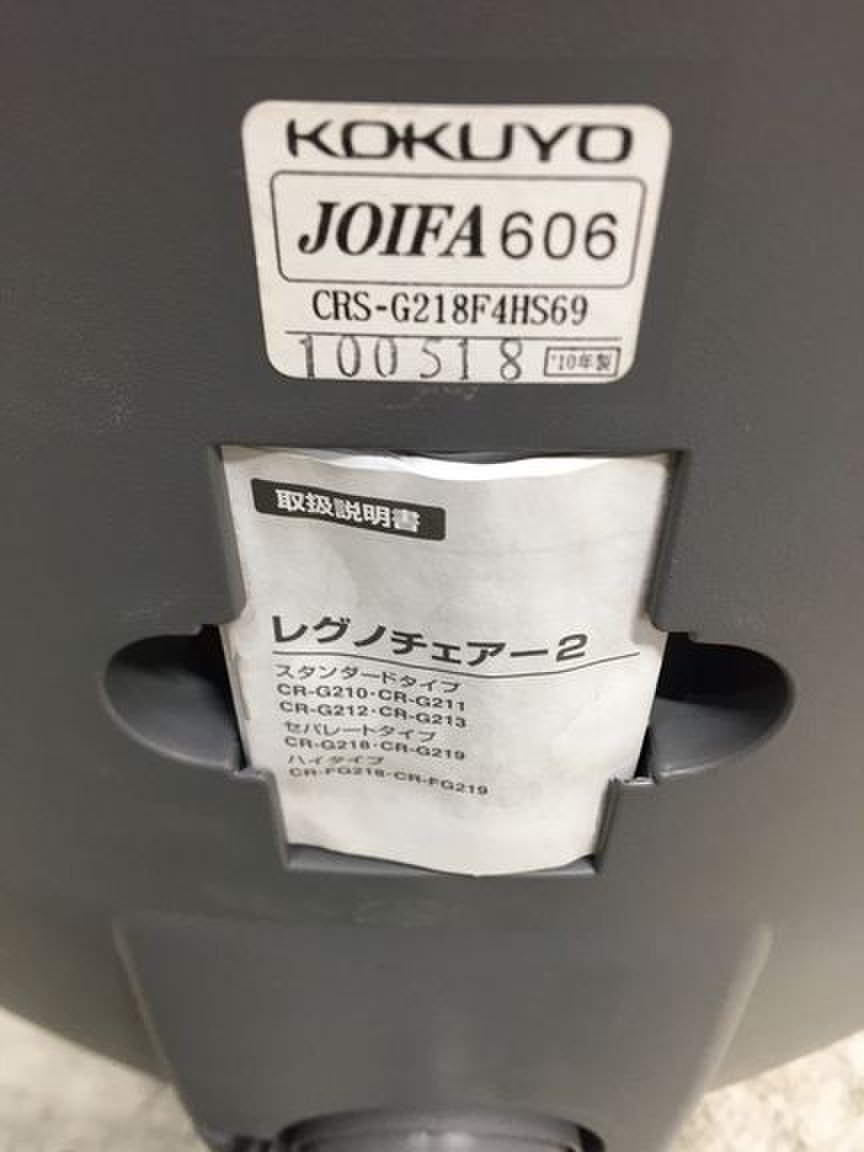 KOKUYO
JOIFA 606
CRS-G218F4HS69
100518 '10年製
取扱説明書
レグノチェアー2
スタンダードタイプ
CR-G210・CR-G211
CR-G212・CR-G213
セパレートタイプ
CR-G218・CR-G219
ハイタイプ
CR-FG218・CR-FG219